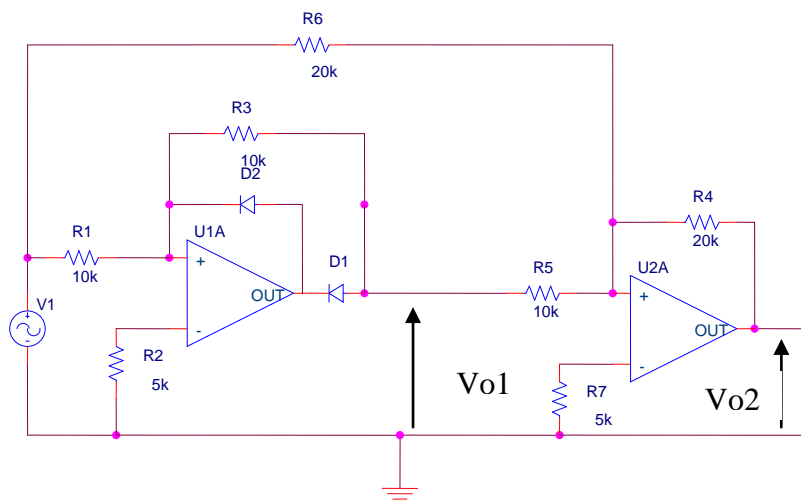 R6
20k
R3
10k
D2
R1
10k
U1A
+
-
OUT
D1
R4
20k
R5
10k
U2A
+
-
OUT
V1
+
-
R2
5k
Vo1
R7
5k
Vo2